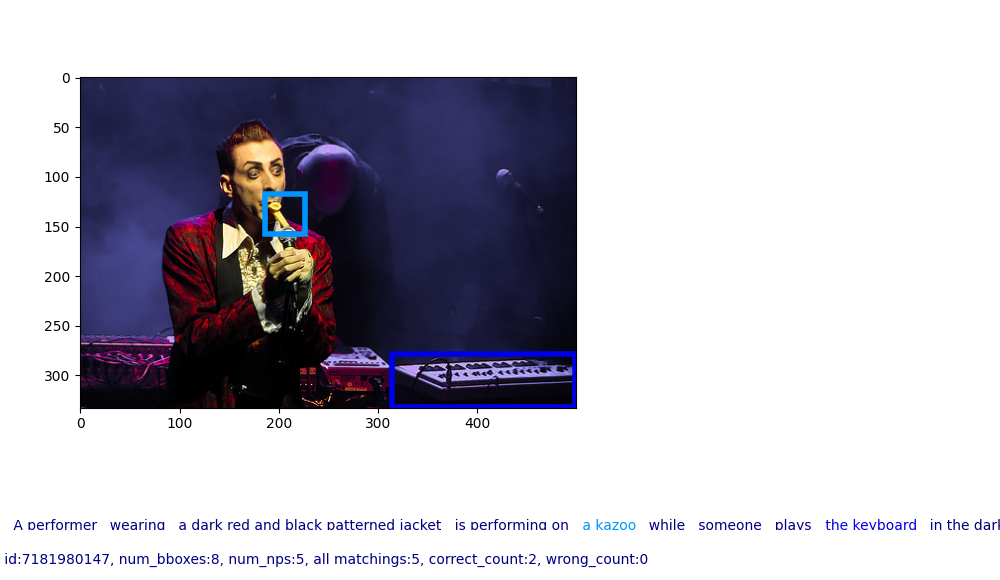 0
50
100
150
200
250
300
0 100 200 300 400
A performer wearing a dark red and black patterned jacket is performing on a kazoo while someone plays the keyboard in the dark
id:7181980147, num_bboxes:8, num_nps:5, all matchings:5, correct_count:2, wrong_count:0